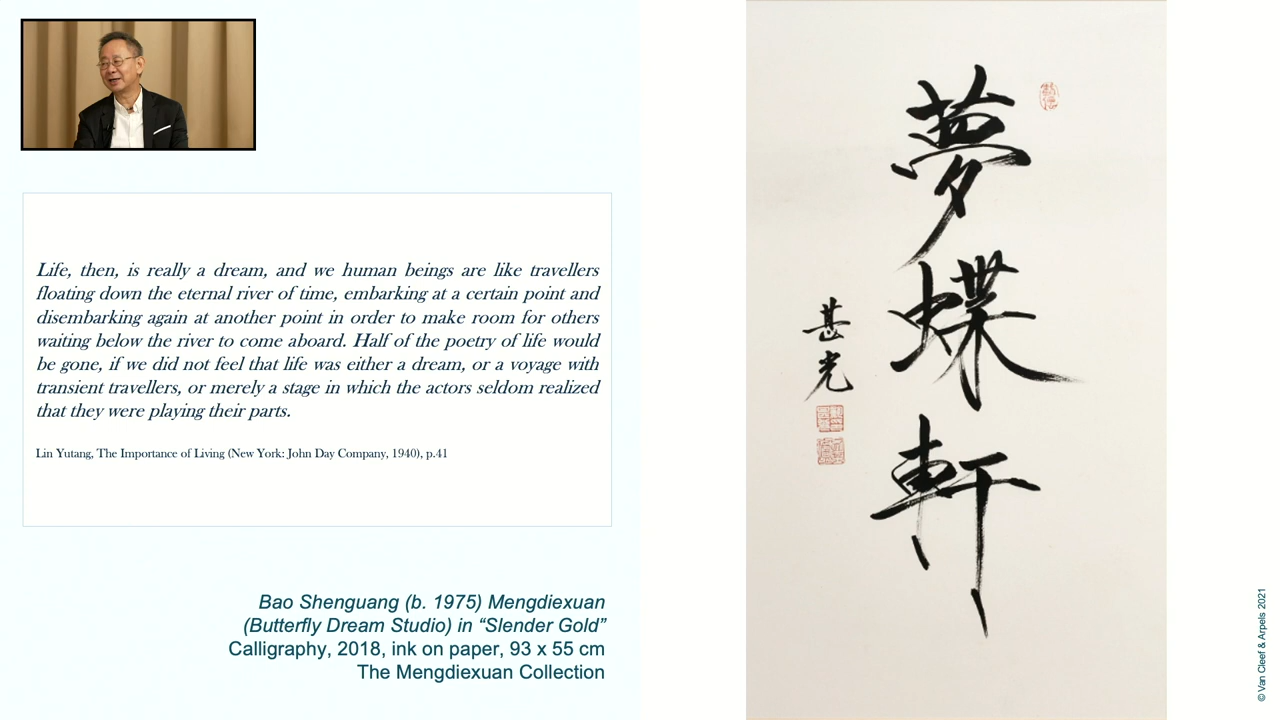 Life, then, is really a dream, and we human beings are like travellers
floating down the eternal river of time, embarking at a certain point and
disembarking again at another point in order to make room for others
waiting below the river to come aboard. Half of the poetry of life would
be gone, if we did not feel that life was either a dream, or a voyage with
transient travellers, or merely a stage in which the actors seldom realized
that they were playing their parts.
Lin Yutang, The Importance of Living (New York: John Day Company, 1940), p.41
Bao Shenguang (b. 1975) Mengdiexuan
(Butterfly Dream Studio) in “Slender Gold”
Calligraphy, 2018, ink on paper, 93 x 55 cm
The Mengdiexuan Collection
夢蝶軒
甚光
© Van Cleef & Arpels 2021